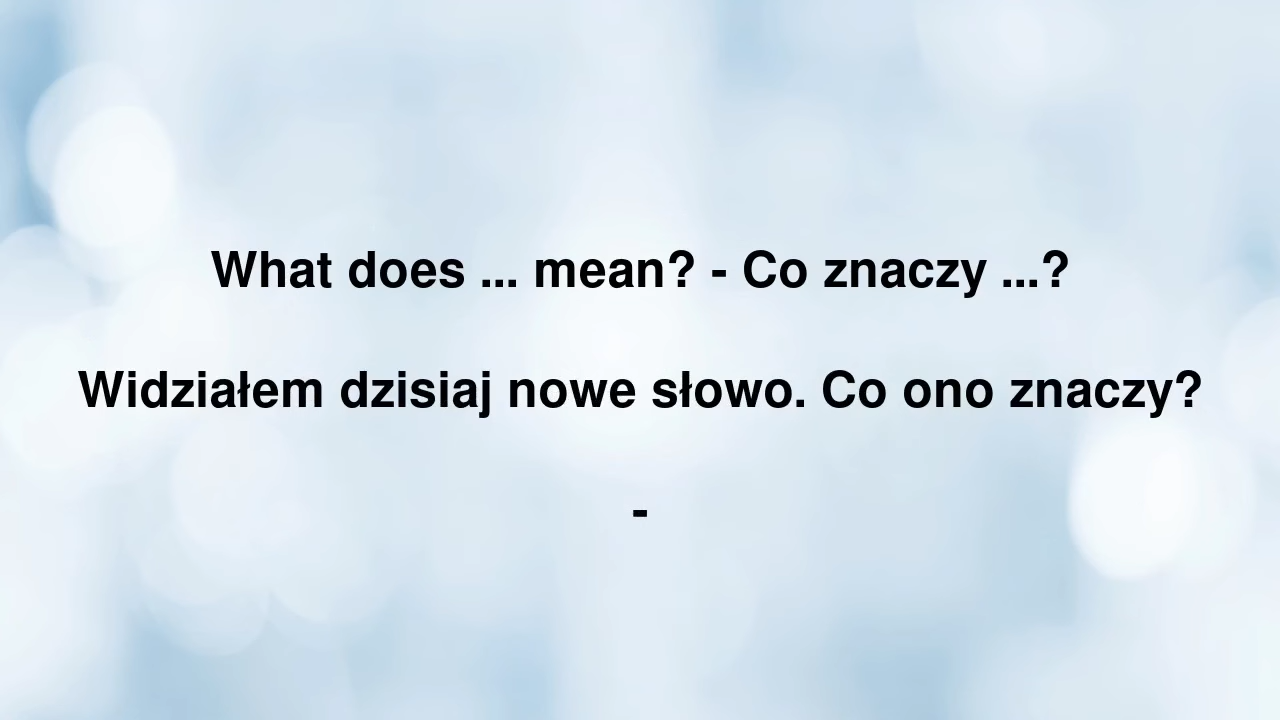 What does ... mean? - Co znaczy ...?
Widziałem dzisiaj nowe słowo. Co ono znaczy?
-